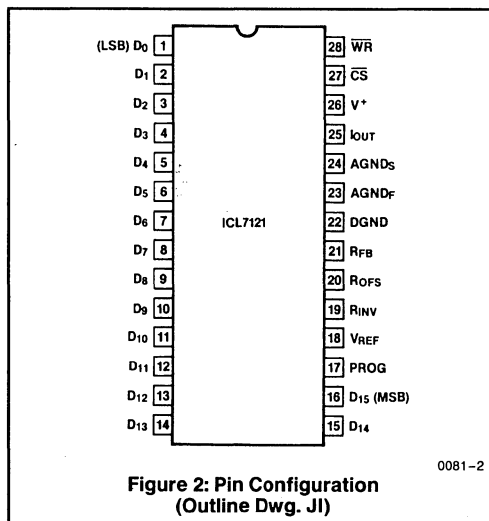 (LSB) D0 1 28 WR
D1 2 27 CS
D2 3 26 V+
D3 4 25 IOUT
D4 5 24 AGNDS
D5 6 23 AGNDF
D6 7 ICL7121 22 DGND
D7 8 21 RFB
D8 9 20 ROFS
D9 10 19 RINV
D10 11 18 VREF
D11 12 17 PROG
D12 13 16 D15 (MSB)
D13 14 15 D14
0081-2
Figure 2: Pin Configuration
(Outline Dwg. JI)